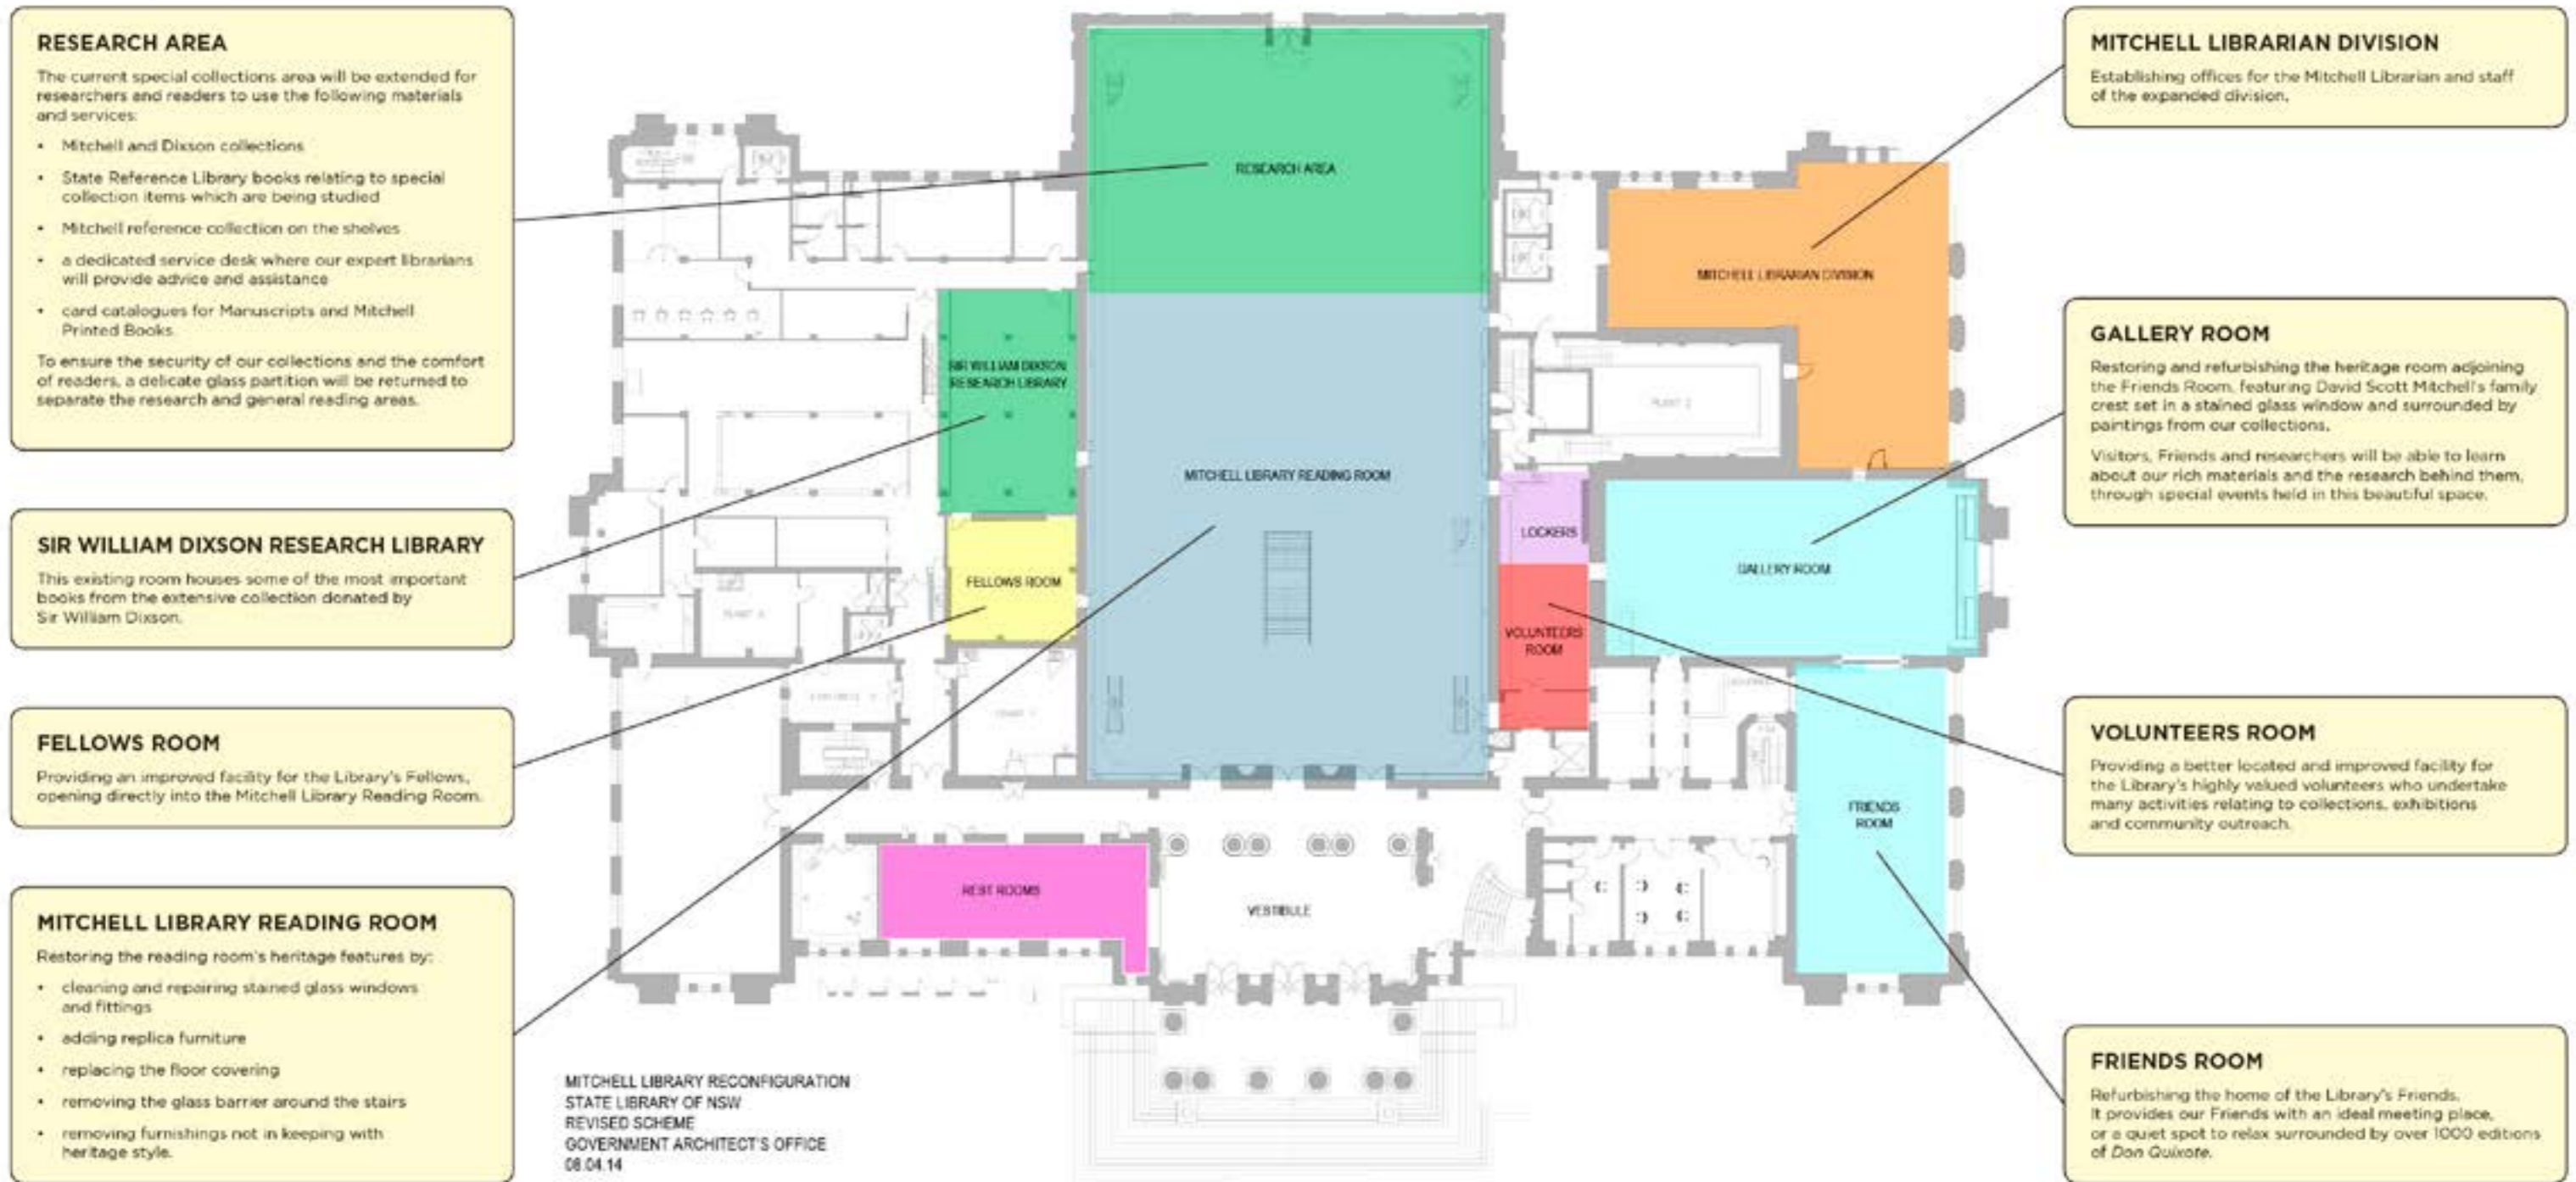 RESEARCH AREA
The current special collections area will be extended for
researchers and readers to use the following materials
and services:
• Mitchell and Dixson collections
• State Reference Library books relating to special
collection items which are being studied
• Mitchell reference collection on the shelves
• a dedicated service desk where our expert librarians
will provide advice and assistance
• card catalogues for Manuscripts and Mitchell
Printed Books.
To ensure the security of our collections and the comfort
of readers, a delicate glass partition will be returned to
separate the research and general reading areas.
SIR WILLIAM DIXSON RESEARCH LIBRARY
This existing room houses some of the most important
books from the extensive collection donated by
Sir William Dixson.
FELLOWS ROOM
Providing an improved facility for the Library's Fellows,
opening directly into the Mitchell Library Reading Room.
MITCHELL LIBRARY READING ROOM
Restoring the reading room's heritage features by:
• cleaning and repairing stained glass windows
and fittings
• adding replica furniture
• replacing the floor covering
• removing the glass barrier around the stairs
• removing furnishings not in keeping with
heritage style.
RESEARCH AREA
MITCHELL LIBRARIAN DIVISION
SIR WILLIAM DIXSON
RESEARCH LIBRARY
PLANT 2
MITCHELL LIBRARY READING ROOM
LOCKERS
FELLOWS ROOM
GALLERY ROOM
VOLUNTEERS
ROOM
FRIENDS
ROOM
REST ROOMS
VESTIBULE
MITCHELL LIBRARY RECONFIGURATION
STATE LIBRARY OF NSW
REVISED SCHEME
GOVERNMENT ARCHITECT'S OFFICE
08.04.14
MITCHELL LIBRARIAN DIVISION
Establishing offices for the Mitchell Librarian and staff
of the expanded division.
GALLERY ROOM
Restoring and refurbishing the heritage room adjoining
the Friends Room, featuring David Scott Mitchell's family
crest set in a stained glass window and surrounded by
paintings from our collections.
Visitors, Friends and researchers will be able to learn
about our rich materials and the research behind them,
through special events held in this beautiful space.
VOLUNTEERS ROOM
Providing a better located and improved facility for
the Library's highly valued volunteers who undertake
many activities relating to collections, exhibitions
and community outreach.
FRIENDS ROOM
Refurbishing the home of the Library's Friends.
It provides our Friends with an ideal meeting place,
or a quiet spot to relax surrounded by over 1000 editions
of Don Quixote.